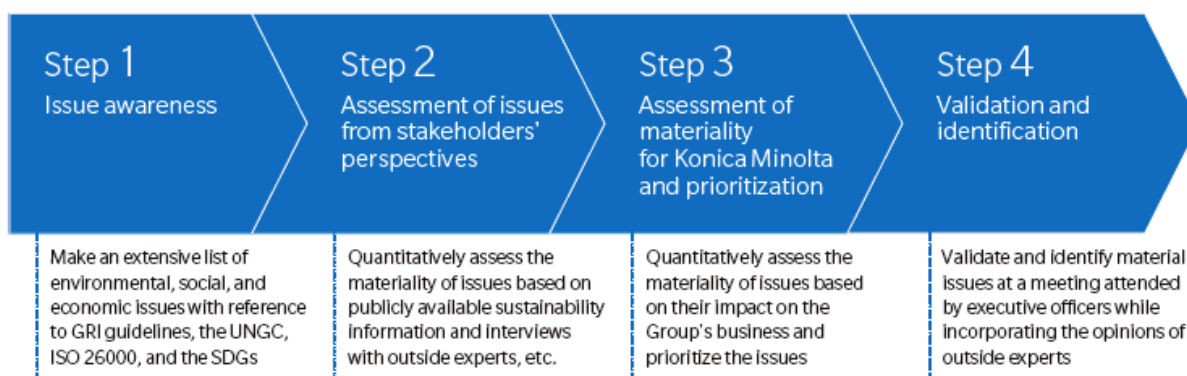 Step 1
Issue awareness
Make an extensive list of
environmental, social, and
economic issues with reference
to GRI guidelines, the UNGC,
ISO 26000, and the SDGs
Step 2
Assessment of issues
from stakeholders'
perspectives
Quantitatively assess the
materiality of issues based on
publicly available sustainability
information and interviews
with outside experts, etc.
Step 3
Assessment of
materiality
for Konica Minolta
and prioritization
Quantitatively assess the
materiality of issues based
on their impact on the
Group's business and
prioritize the issues
Step 4
Validation and
identification
Validate and identify material
issues at a meeting attended
by executive officers while
incorporating the opinions of
outside experts